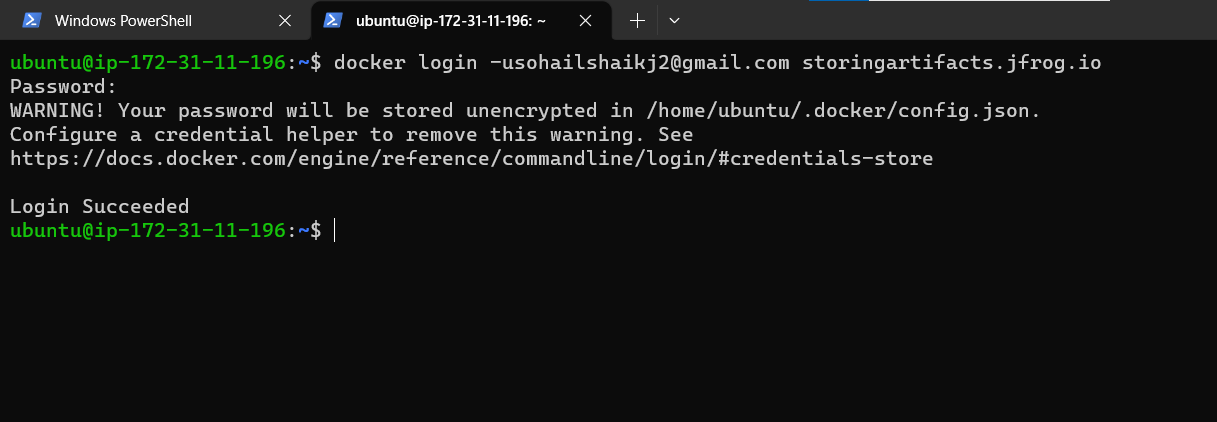 Windows PowerShell
ubuntu@ip-172-31-11-196: ~
ubuntu@ip-172-31-11-196:~$ docker login -usohailshaikj2@gmail.com storingartifacts.jfrog.io
Password:
WARNING! Your password will be stored unencrypted in /home/ubuntu/.docker/config.json.
Configure a credential helper to remove this warning. See
https://docs.docker.com/engine/reference/commandline/login/#credentials-store
Login Succeeded
ubuntu@ip-172-31-11-196:~$